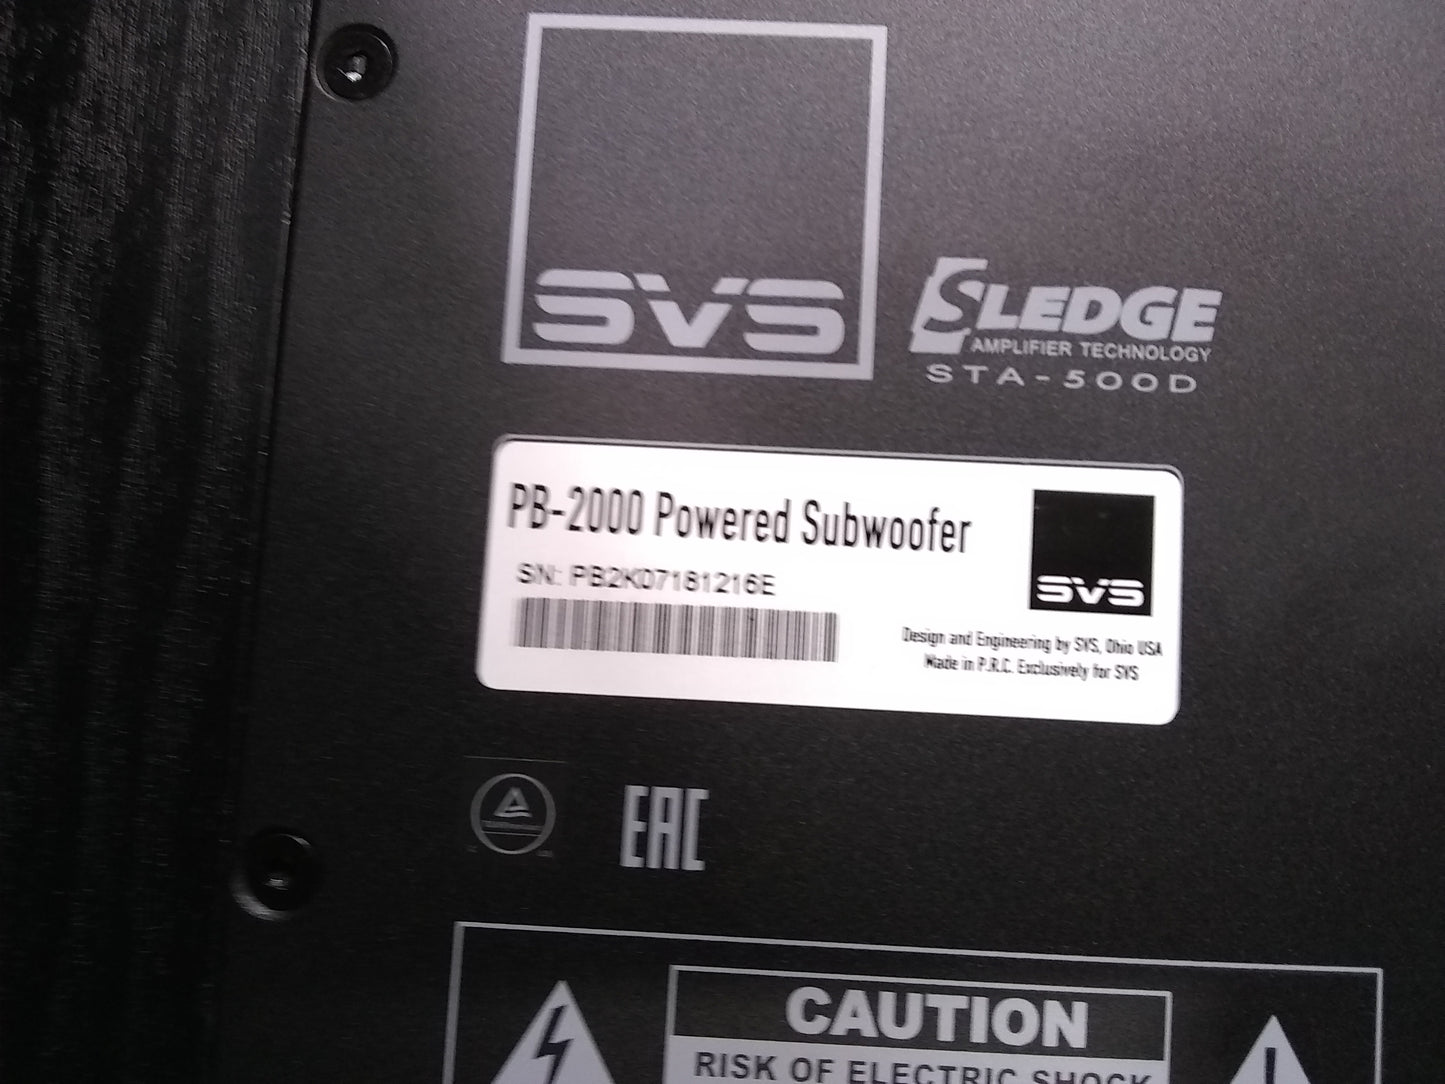 SVS
SLEDGE
AMPLIFIER TECHNOLOGY
STA-500D
PB-2000 Powered Subwoofer
SN: PB2K07181216E
SVS
Design and Engineering by SVS, Ohio USA
Made in P.R.C. Exclusively for SVS
EAC
CAUTION
RISK OF ELECTRIC SHOCK